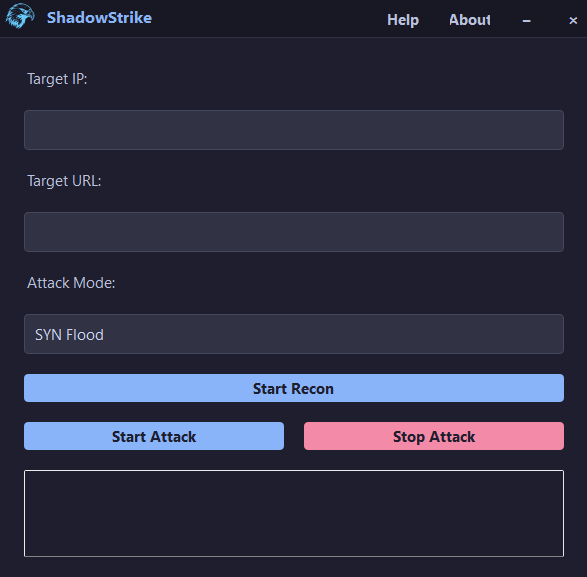 ShadowStrike Help About – ×
Target IP:
Target URL:
Attack Mode:
SYN Flood
Start Recon
Start Attack Stop Attack